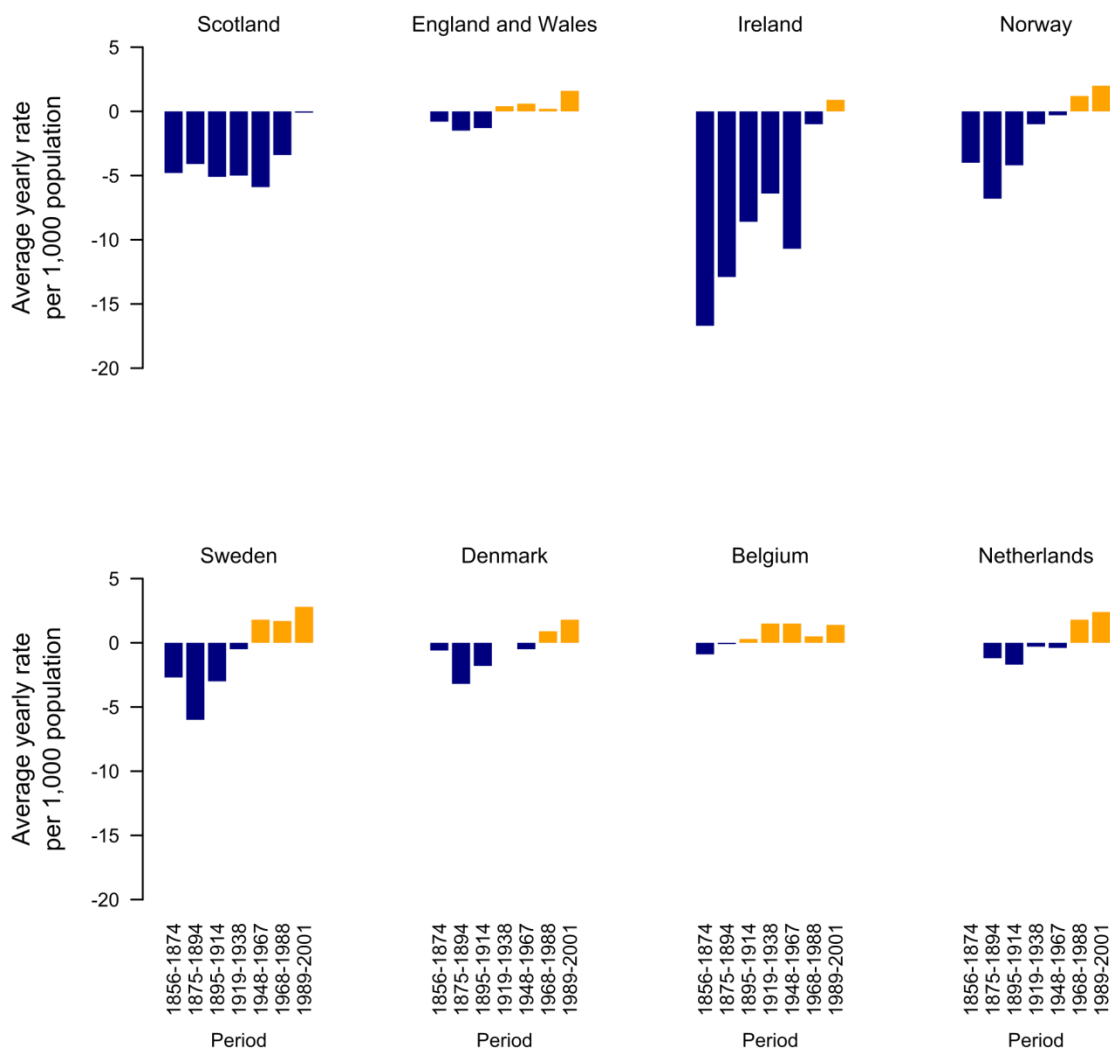 Scotland
England and Wales
Ireland
Norway
Average yearly rate
per 1,000 population
5
0
-5
-10
-15
-20
Sweden
Denmark
Belgium
Netherlands
Average yearly rate
per 1,000 population
5
0
-5
-10
-15
-20
1856-1874
1875-1894
1895-1914
1919-1938
1948-1967
1968-1988
1989-2001
1856-1874
1875-1894
1895-1914
1919-1938
1948-1967
1968-1988
1989-2001
1856-1874
1875-1894
1895-1914
1919-1938
1948-1967
1968-1988
1989-2001
1856-1874
1875-1894
1895-1914
1919-1938
1948-1967
1968-1988
1989-2001
Period
Period
Period
Period